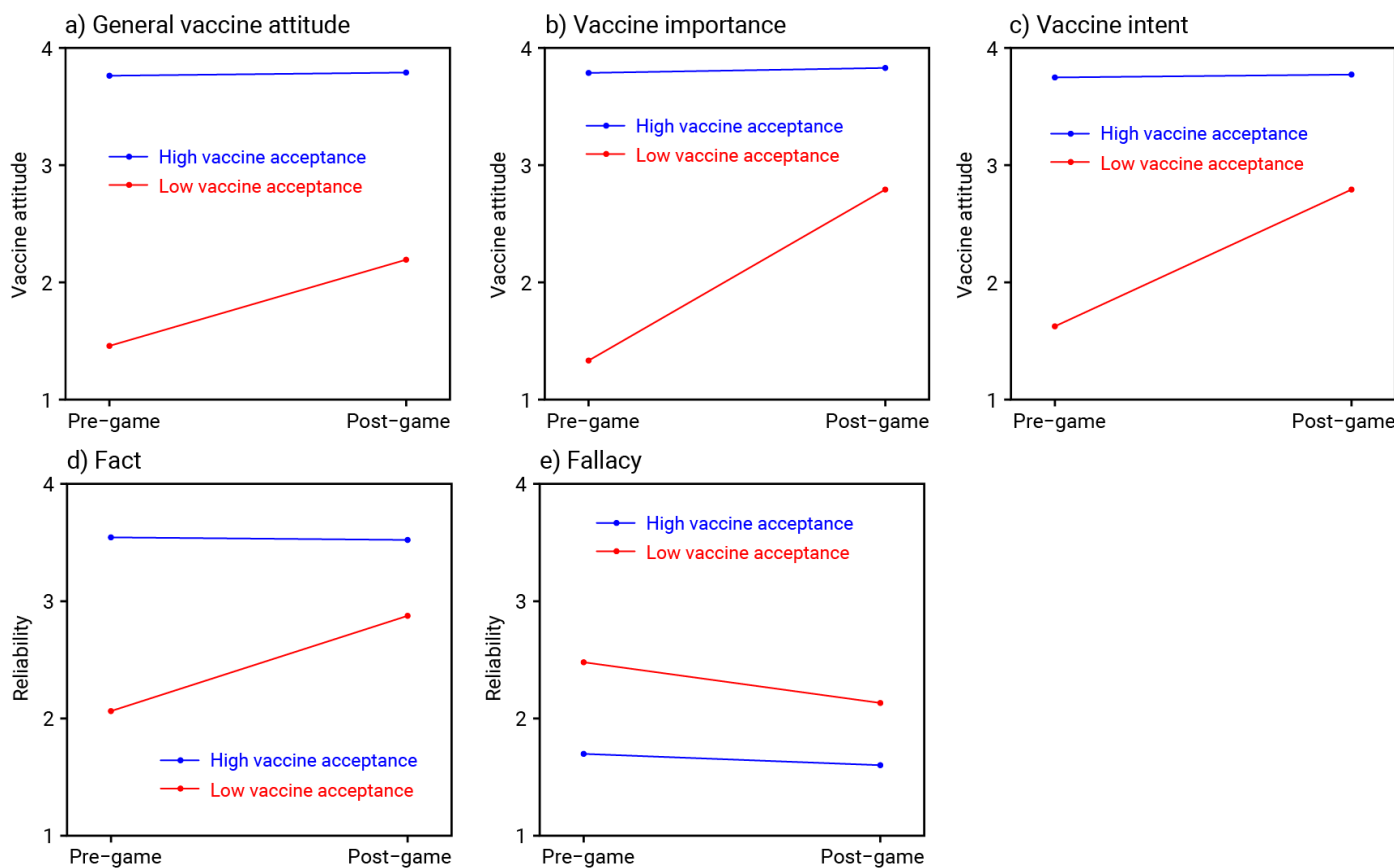 a) General vaccine attitude
4
3
2
1
Vaccine attitude
High vaccine acceptance
Low vaccine acceptance
Pre-game
Post-game
b) Vaccine importance
4
3
2
1
Vaccine attitude
High vaccine acceptance
Low vaccine acceptance
Pre-game
Post-game
c) Vaccine intent
4
3
2
1
Vaccine attitude
High vaccine acceptance
Low vaccine acceptance
Pre-game
Post-game
d) Fact
4
3
2
1
Reliability
High vaccine acceptance
Low vaccine acceptance
Pre-game
Post-game
e) Fallacy
4
3
2
1
Reliability
High vaccine acceptance
Low vaccine acceptance
Pre-game
Post-game